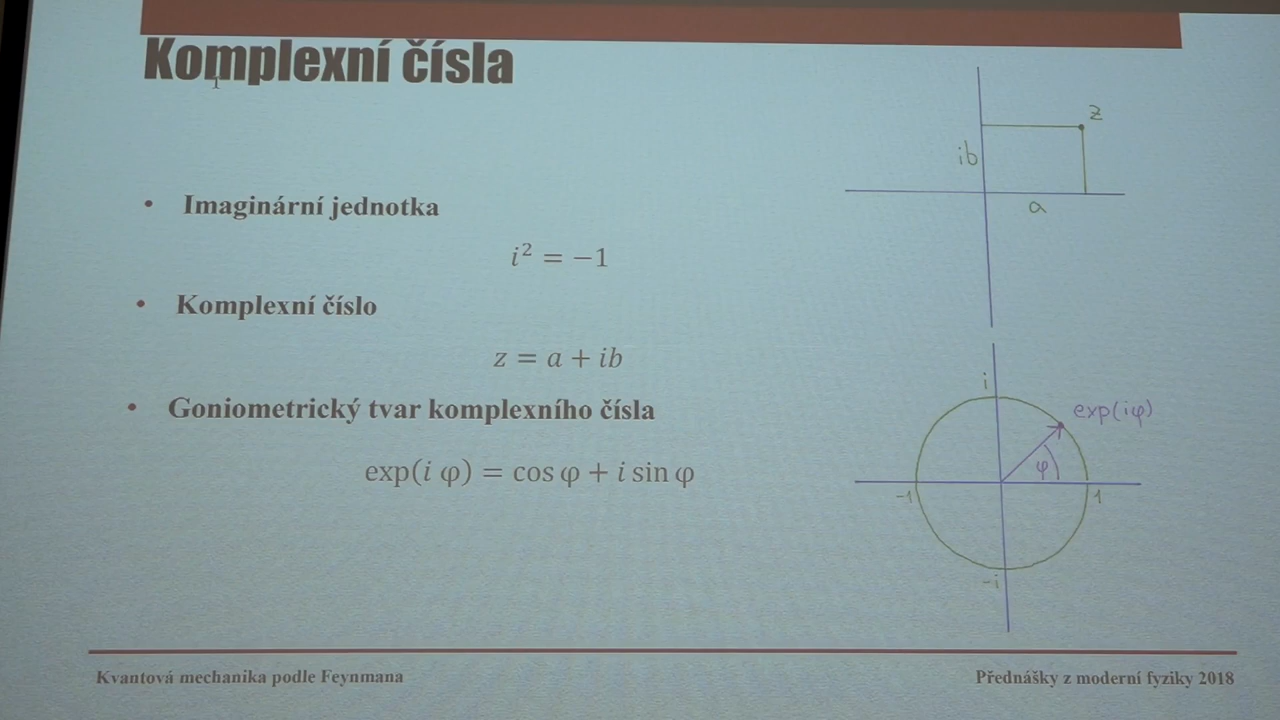 Komplexní čísla
• Imaginární jednotka
i² = −1
• Komplexní číslo
z = a + ib
• Goniometrický tvar komplexního čísla
exp(i φ) = cos φ + i sin φ
z
ib
a
i
exp(iφ)
φ
-1
1
-i
Kvantová mechanika podle Feynmana
Přednášky z moderní fyziky 2018